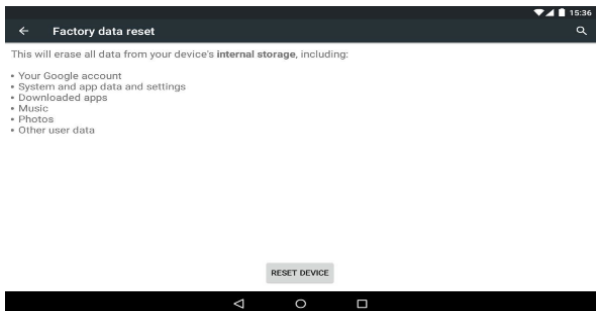 15:36
Factory data reset
This will erase all data from your device's internal storage, including:
• Your Google account
• System and app data and settings
• Downloaded apps
• Music
• Photos
• Other user data
RESET DEVICE